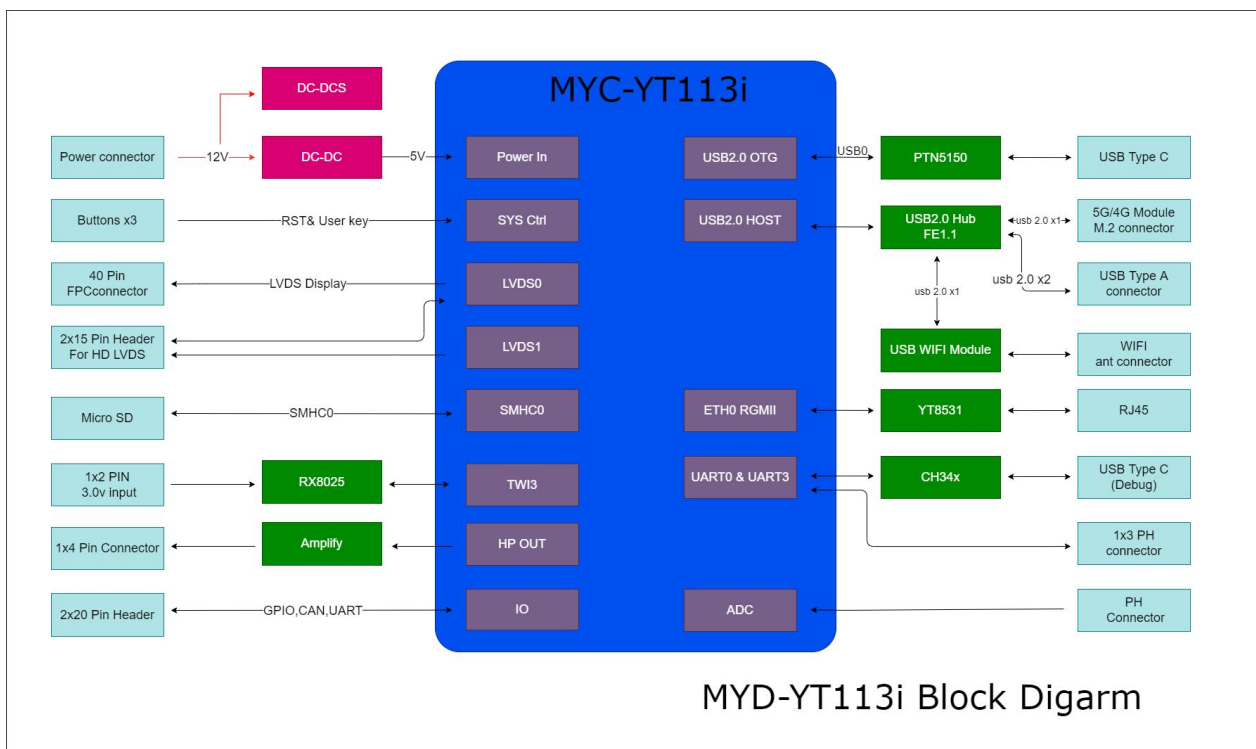 MYC-YT113i
DC-DCS
Power connector
12V
DC-DC
5V
Power In
USB2.0 OTG
USB0
PTN5150
USB Type C
Buttons x3
RST& User key
SYS Ctrl
USB2.0 HOST
USB2.0 Hub
FE1.1
usb 2.0 x1
5G/4G Module
M.2 connector
40 Pin
FPCconnector
LVDS Display
LVDS0
usb 2.0 x1
usb 2.0 x2
USB Type A
connector
2x15 Pin Header
For HD LVDS
LVDS1
USB WIFI Module
WIFI
ant connector
Micro SD
SMHC0
SMHC0
ETH0 RGMII
YT8531
RJ45
1x2 PIN
3.0v input
RX8025
TWI3
UART0 & UART3
CH34x
USB Type C
(Debug)
1x4 Pin Connector
Amplify
HP OUT
1x3 PH
connector
2x20 Pin Header
GPIO,CAN,UART
IO
ADC
PH
Connector
MYD-YT113i Block Digarm